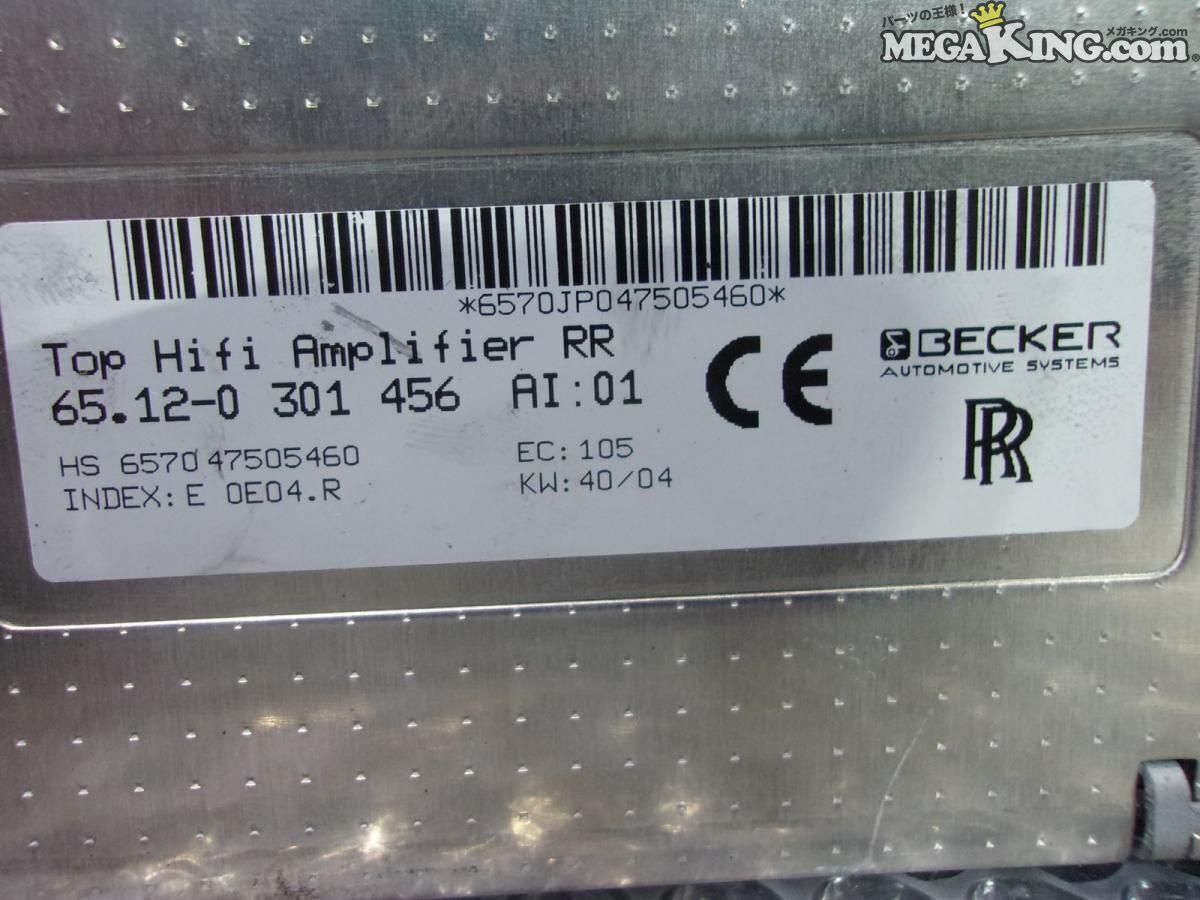 パーツの王様！
メガキング.com
MEGAKING.com®
*6570JP047505460*
Top Hifi Amplifier RR
65.12-0 301 456 AI:01
HS 6570 47505460
EC: 105
INDEX: E 0E04.R
KW: 40/04
CE
BECKER
AUTOMOTIVE SYSTEMS
RR